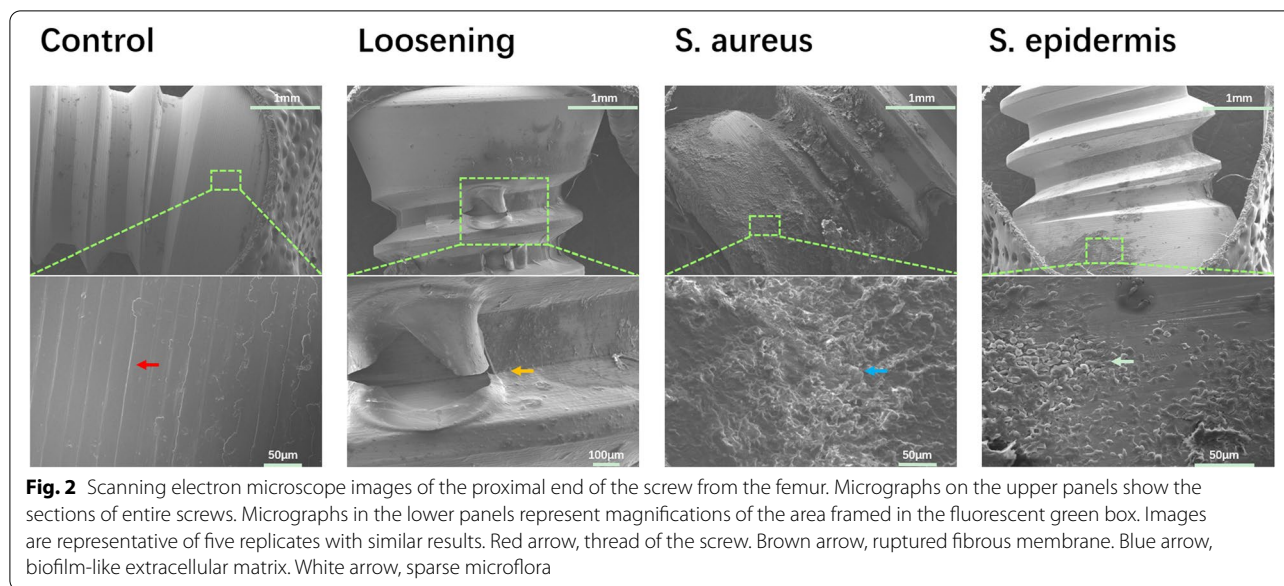 Control Loosening S. aureus S. epidermis
1mm 1mm 1mm 1mm
50μm 100μm 50μm 50μm
Fig. 2 Scanning electron microscope images of the proximal end of the screw from the femur. Micrographs on the upper panels show the
sections of entire screws. Micrographs in the lower panels represent magnifications of the area framed in the fluorescent green box. Images
are representative of five replicates with similar results. Red arrow, thread of the screw. Brown arrow, ruptured fibrous membrane. Blue arrow,
biofilm-like extracellular matrix. White arrow, sparse microflora